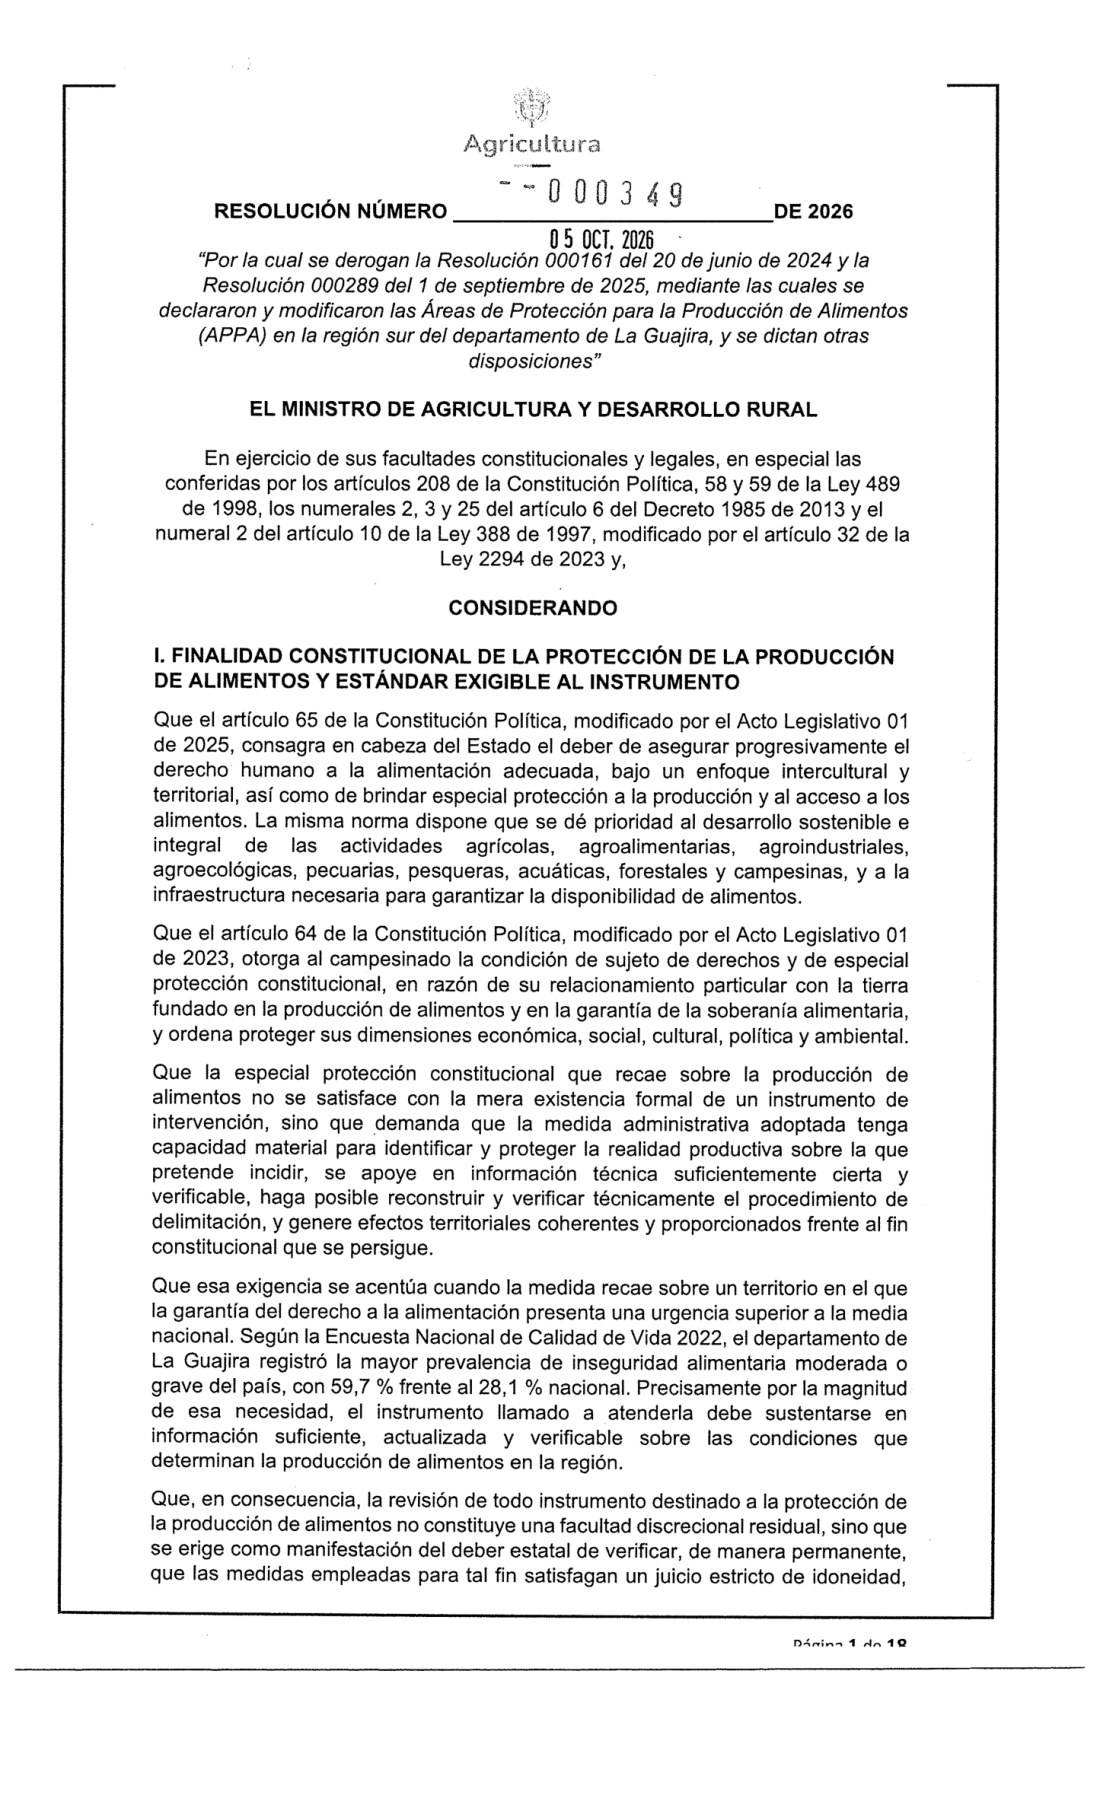 Agricultura
RESOLUCIÓN NÚMERO -- 000349 DE 2026
05 OCT. 2026
“Por la cual se derogan la Resolución 000161 del 20 de junio de 2024 y la
Resolución 000289 del 1 de septiembre de 2025, mediante las cuales se
declararon y modificaron las Áreas de Protección para la Producción de Alimentos
(APPA) en la región sur del departamento de La Guajira, y se dictan otras
disposiciones”
EL MINISTRO DE AGRICULTURA Y DESARROLLO RURAL
En ejercicio de sus facultades constitucionales y legales, en especial las
conferidas por los artículos 208 de la Constitución Política, 58 y 59 de la Ley 489
de 1998, los numerales 2, 3 y 25 del artículo 6 del Decreto 1985 de 2013 y el
numeral 2 del artículo 10 de la Ley 388 de 1997, modificado por el artículo 32 de la
Ley 2294 de 2023 y,
CONSIDERANDO
I. FINALIDAD CONSTITUCIONAL DE LA PROTECCIÓN DE LA PRODUCCIÓN
DE ALIMENTOS Y ESTÁNDAR EXIGIBLE AL INSTRUMENTO
Que el artículo 65 de la Constitución Política, modificado por el Acto Legislativo 01
de 2025, consagra en cabeza del Estado el deber de asegurar progresivamente el
derecho humano a la alimentación adecuada, bajo un enfoque intercultural y
territorial, así como de brindar especial protección a la producción y al acceso a los
alimentos. La misma norma dispone que se dé prioridad al desarrollo sostenible e
integral de las actividades agrícolas, agroalimentarias, agroindustriales,
agroecológicas, pecuarias, pesqueras, acuáticas, forestales y campesinas, y a la
infraestructura necesaria para garantizar la disponibilidad de alimentos.
Que el artículo 64 de la Constitución Política, modificado por el Acto Legislativo 01
de 2023, otorga al campesinado la condición de sujeto de derechos y de especial
protección constitucional, en razón de su relacionamiento particular con la tierra
fundado en la producción de alimentos y en la garantía de la soberanía alimentaria,
y ordena proteger sus dimensiones económica, social, cultural, política y ambiental.
Que la especial protección constitucional que recae sobre la producción de
alimentos no se satisface con la mera existencia formal de un instrumento de
intervención, sino que demanda que la medida administrativa adoptada tenga
capacidad material para identificar y proteger la realidad productiva sobre la que
pretende incidir, se apoye en información técnica suficientemente cierta y
verificable, haga posible reconstruir y verificar técnicamente el procedimiento de
delimitación, y genere efectos territoriales coherentes y proporcionados frente al fin
constitucional que se persigue.
Que esa exigencia se acentúa cuando la medida recae sobre un territorio en el que
la garantía del derecho a la alimentación presenta una urgencia superior a la media
nacional. Según la Encuesta Nacional de Calidad de Vida 2022, el departamento de
La Guajira registró la mayor prevalencia de inseguridad alimentaria moderada o
grave del país, con 59,7 % frente al 28,1 % nacional. Precisamente por la magnitud
de esa necesidad, el instrumento llamado a atenderla debe sustentarse en
información suficiente, actualizada y verificable sobre las condiciones que
determinan la producción de alimentos en la región.
Que, en consecuencia, la revisión de todo instrumento destinado a la protección de
la producción de alimentos no constituye una facultad discrecional residual, sino que
se erige como manifestación del deber estatal de verificar, de manera permanente,
que las medidas empleadas para tal fin satisfagan un juicio estricto de idoneidad,
Página 1 de 18